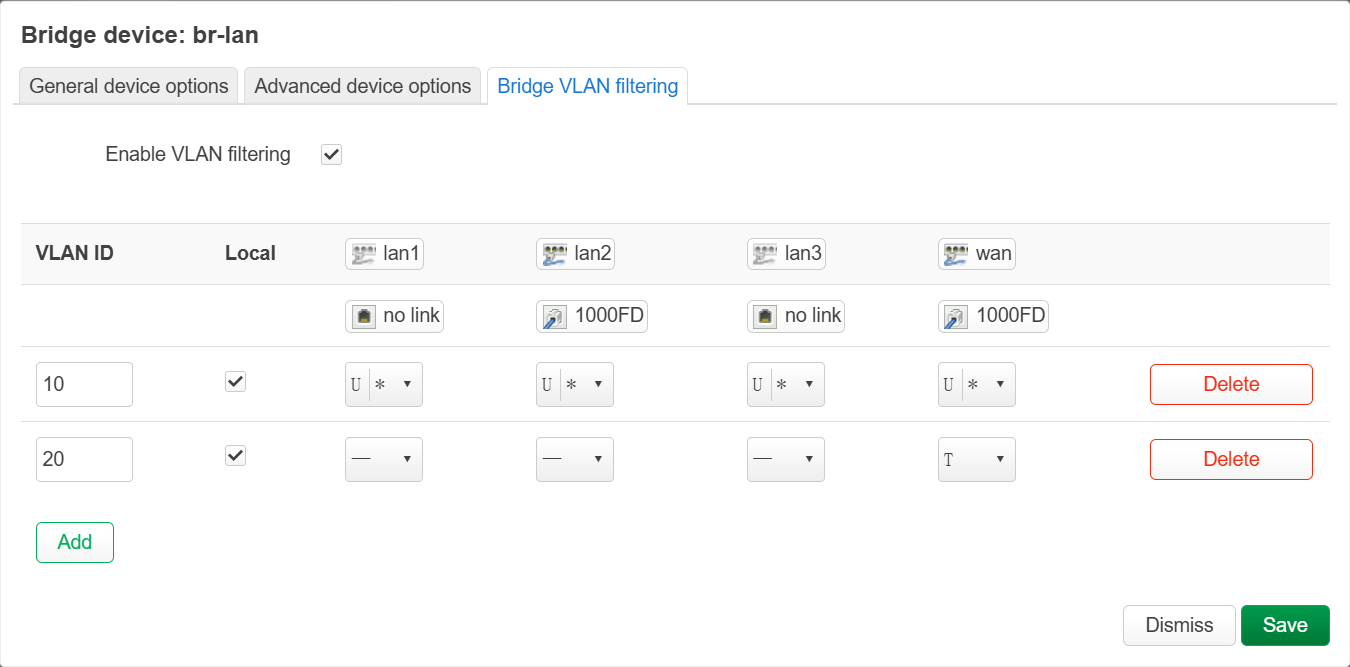 Bridge device: br-lan
General device options Advanced device options Bridge VLAN filtering
Enable VLAN filtering
VLAN ID Local lan1 lan2 lan3 wan
no link 1000FD no link 1000FD
10 U * U * U * U * Delete
20 — — — T Delete
Add
Dismiss Save